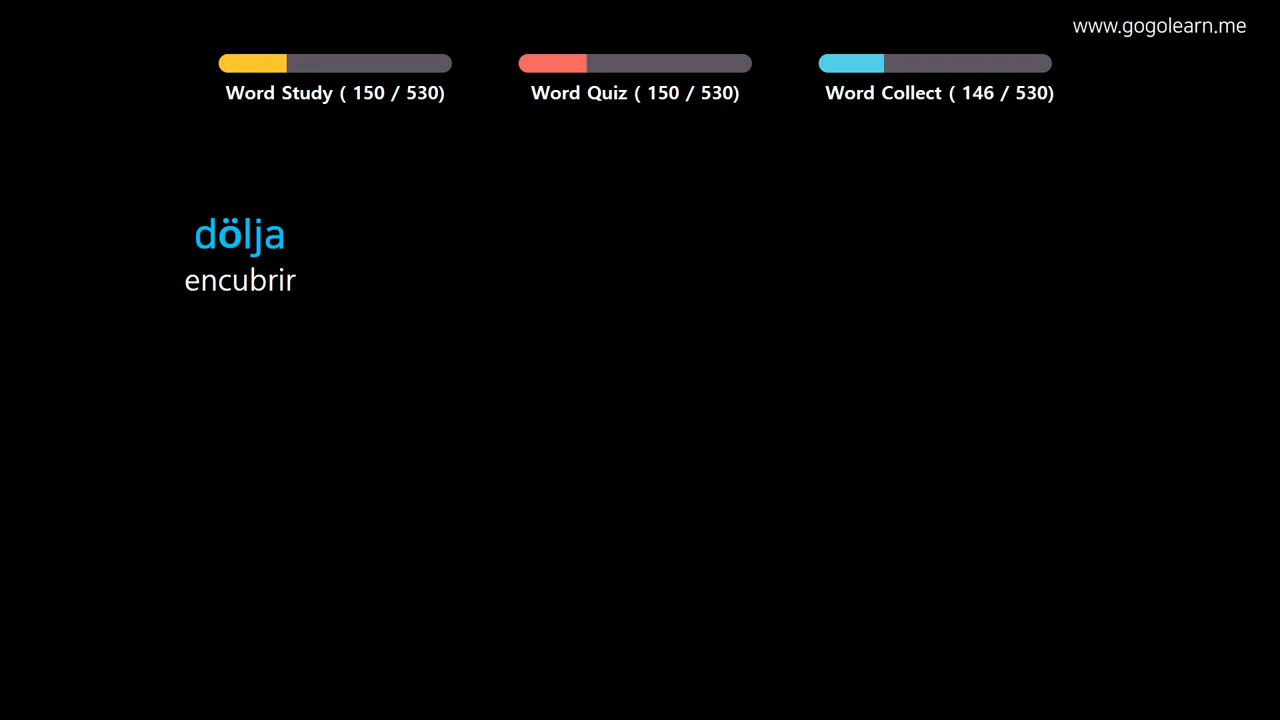 www.gogolearn.me
Word Study ( 150 / 530)
Word Quiz ( 150 / 530)
Word Collect ( 146 / 530)
dölja
encubrir